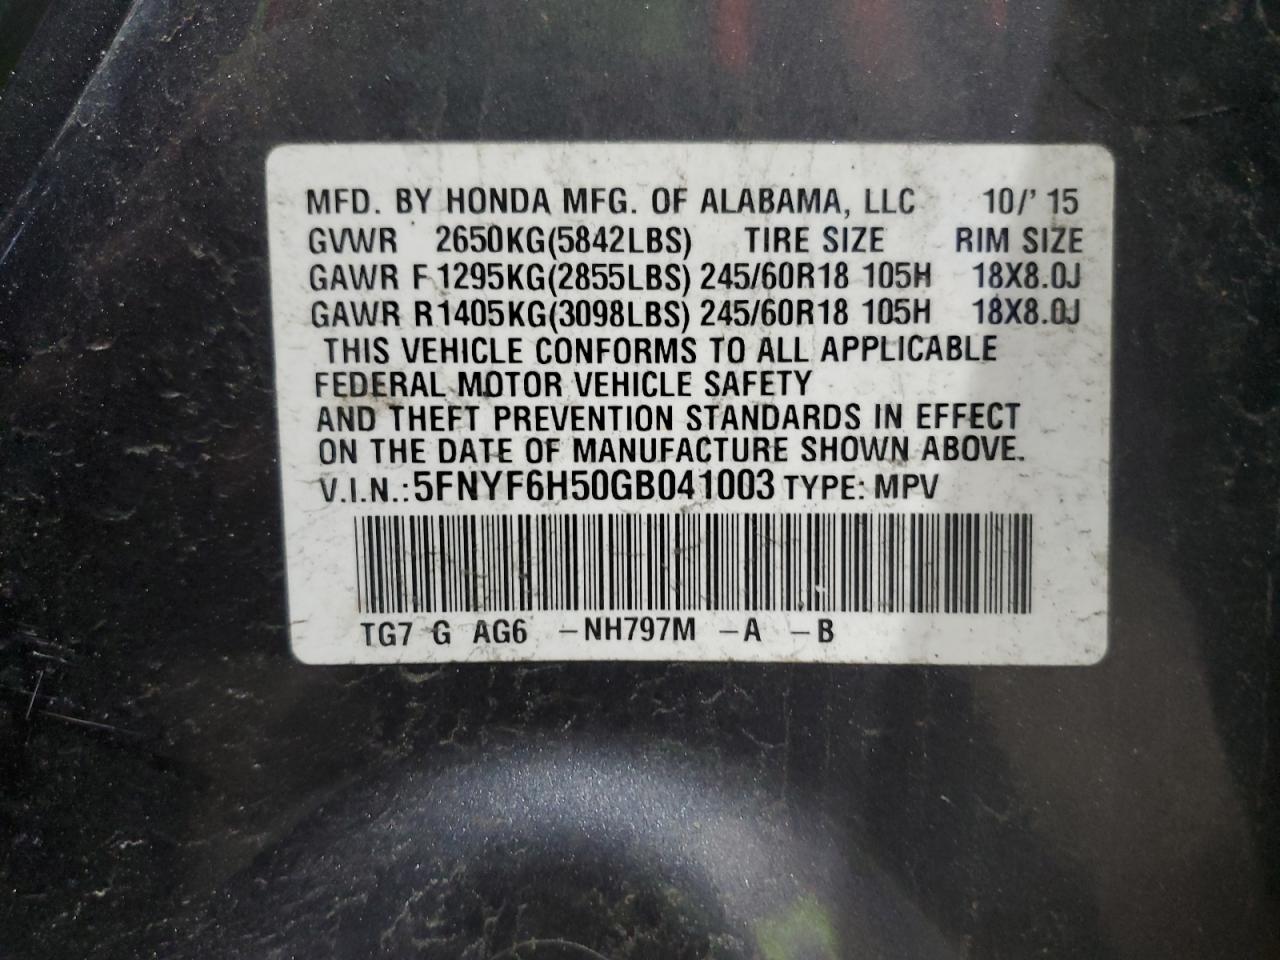 MFD. BY HONDA MFG. OF ALABAMA, LLC 10/' 15
GVWR 2650KG(5842LBS) TIRE SIZE RIM SIZE
GAWR F 1295KG(2855LBS) 245/60R18 105H 18X8.0J
GAWR R1405KG(3098LBS) 245/60R18 105H 18X8.0J
THIS VEHICLE CONFORMS TO ALL APPLICABLE
FEDERAL MOTOR VEHICLE SAFETY
AND THEFT PREVENTION STANDARDS IN EFFECT
ON THE DATE OF MANUFACTURE SHOWN ABOVE.
V.I.N.:5FNYF6H50GB041003 TYPE: MPV
TG7 G AG6 –NH797M –A –B